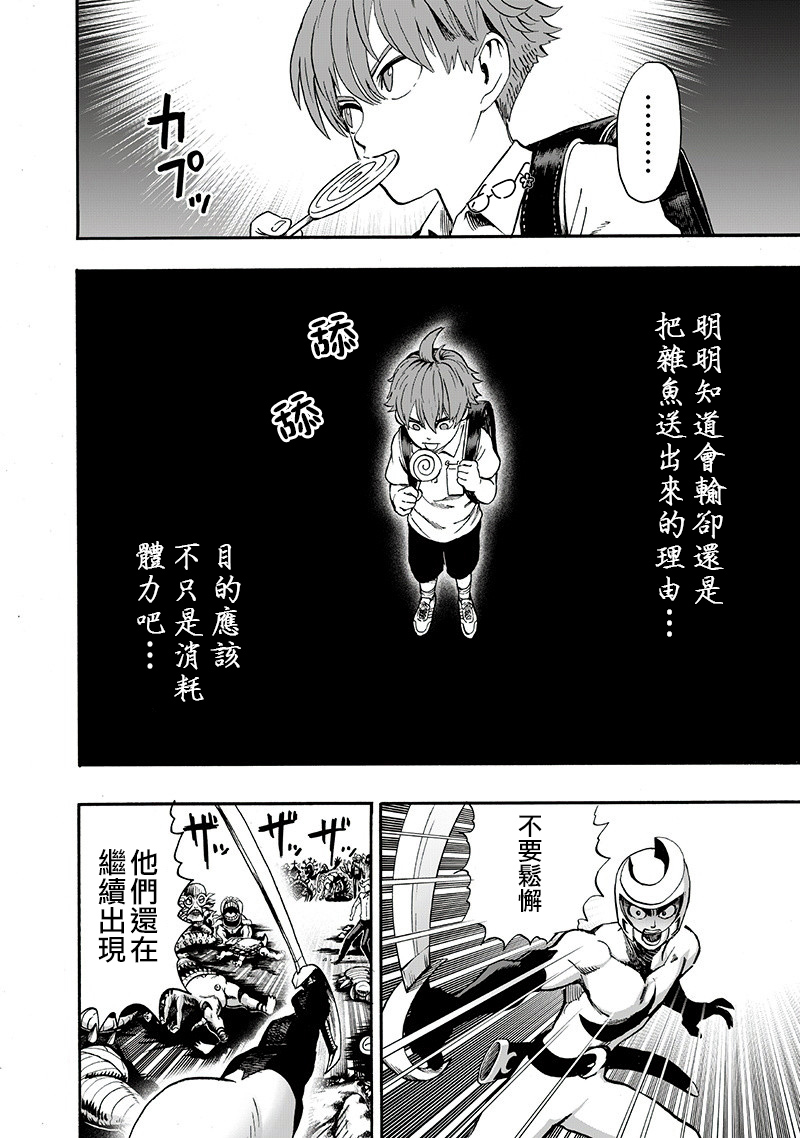 ………
カプッ
明明知道會輸卻還是
把雜魚送出來的理由…
舔
舔
目的應該
不只是消耗
體力吧…
不要鬆懈
ザッ
ザッ
ザッ
他們還在
繼續出現